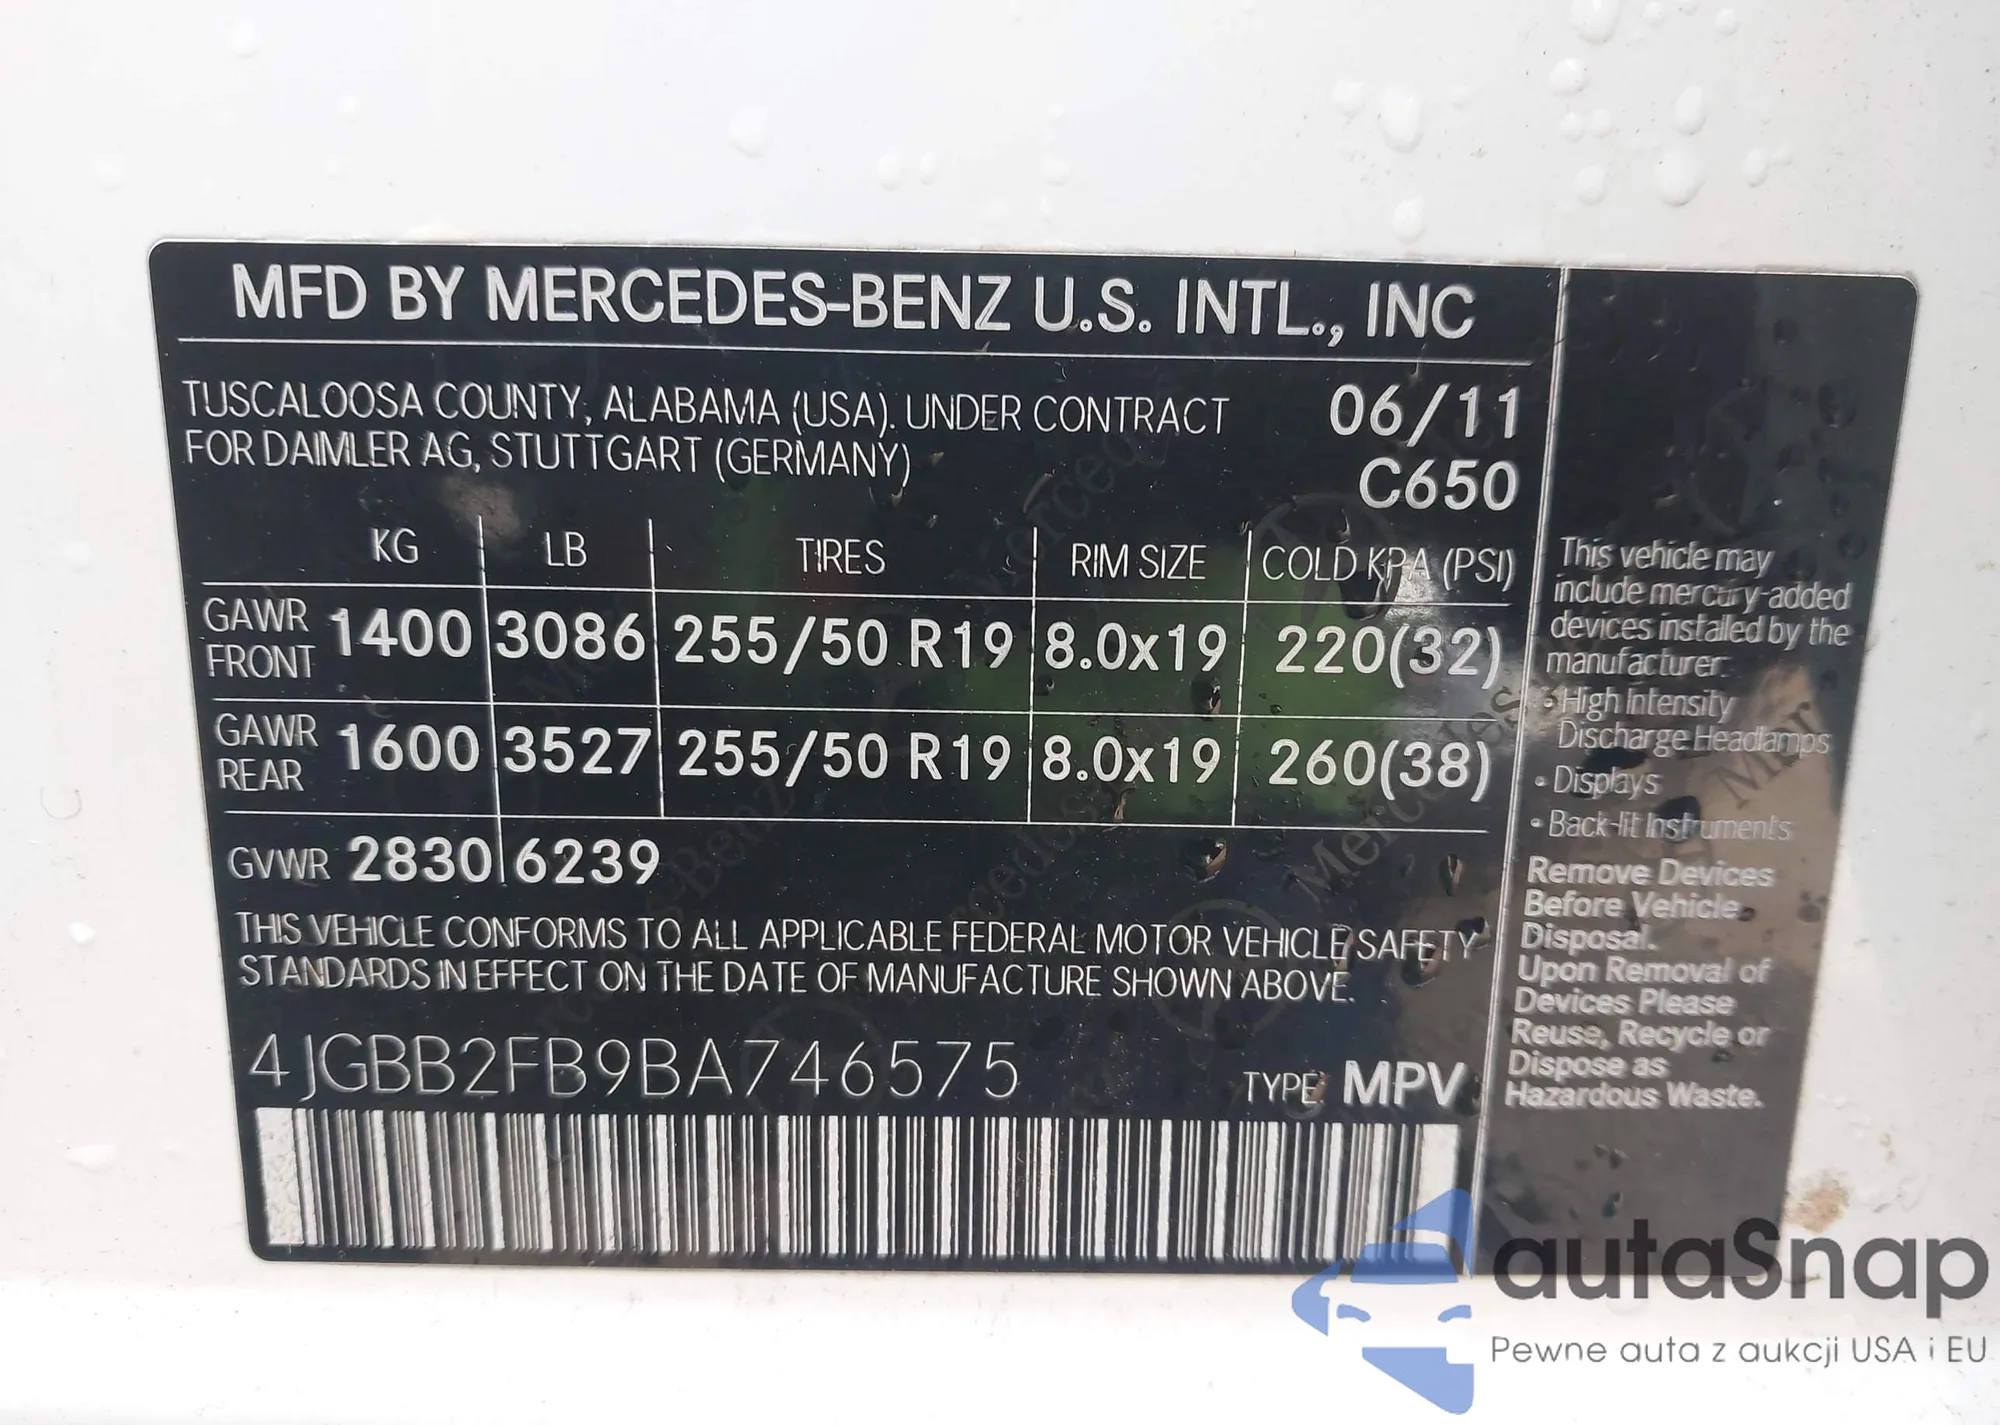 MFD BY MERCEDES-BENZ U.S. INTL., INC
TUSCALOOSA COUNTY, ALABAMA (USA). UNDER CONTRACT
FOR DAIMLER AG, STUTTGART (GERMANY)
06/11
C650
KG LB TIRES RIM SIZE COLD KPA (PSI)
GAWR FRONT 1400 3086 255/50 R19 8.0x19 220(32)
GAWR REAR 1600 3527 255/50 R19 8.0x19 260(38)
GVWR 2830 6239
THIS VEHICLE CONFORMS TO ALL APPLICABLE FEDERAL MOTOR VEHICLE SAFETY
STANDARDS IN EFFECT ON THE DATE OF MANUFACTURE SHOWN ABOVE.
4JGBB2FB9BA746575
TYPE: MPV
This vehicle may
include mercury-added
devices installed by the
manufacturer:
• High Intensity
Discharge Headlamps
• Displays
• Back-lit Instruments
Remove Devices
Before Vehicle
Disposal.
Upon Removal of
Devices Please
Reuse, Recycle or
Dispose as
Hazardous Waste.
autaSnap
Pewne auta z aukcji USA i EU